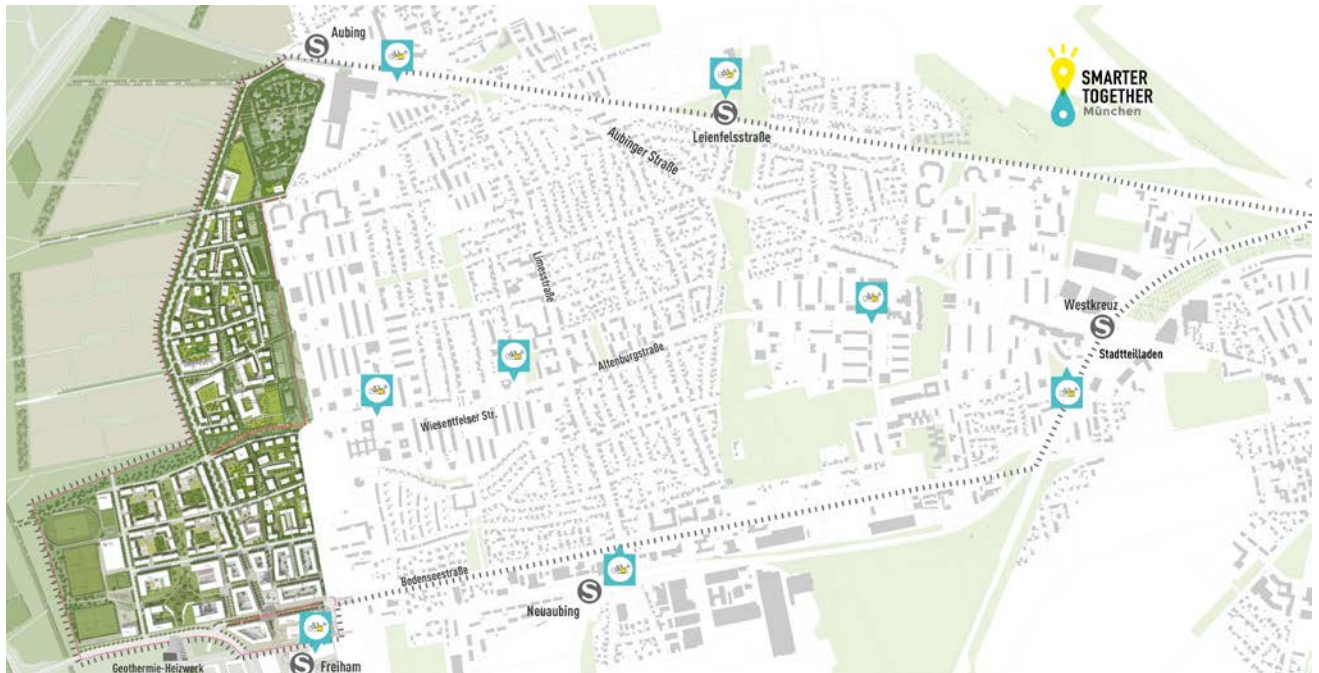 S
Aubing
S
Leienfelsstraße
SMARTER
TOGETHER
München
Aubinger Straße
Limesstraße
Westkreuz
S
Stadtteilladen
Altenburgstraße
Wiesentfelser Str.
Bodenseestraße
Neuaubing
S
Geothermie-Heizwerk
S
Freiham